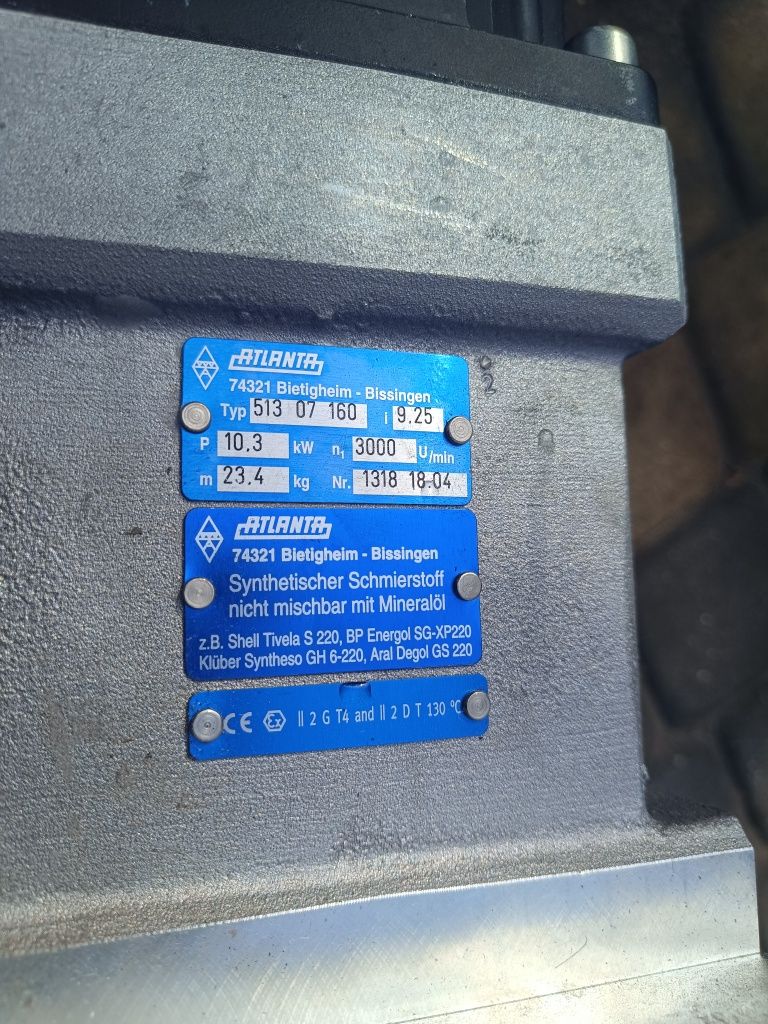 ATLANTA
74321 Bietigheim - Bissingen
Typ 513 07 160 i 9.25
P 10.3 kW n₁ 3000 U/min
m 23.4 kg Nr. 1318 18.04
ATLANTA
74321 Bietigheim - Bissingen
Synthetischer Schmierstoff
nicht mischbar mit Mineralöl
z.B. Shell Tivela S 220, BP Energol SG-XP220
Klüber Syntheso GH 6-220, Aral Degol GS 220
CE Ex II 2 G T4 and II 2 D T 130 °C